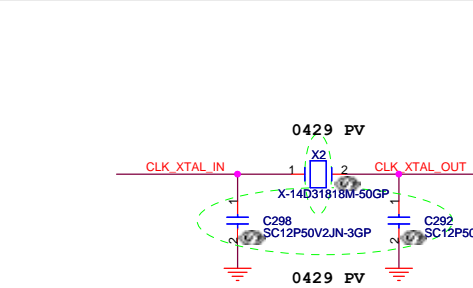 0429 PV
X2
CLK_XTAL_IN
1
2
CLK_XTAL_OUT
X-14D31818M-50GP
1
1
C298
SC12P50V2JN-3GP
C292
SC12P50
2
2
0429 PV